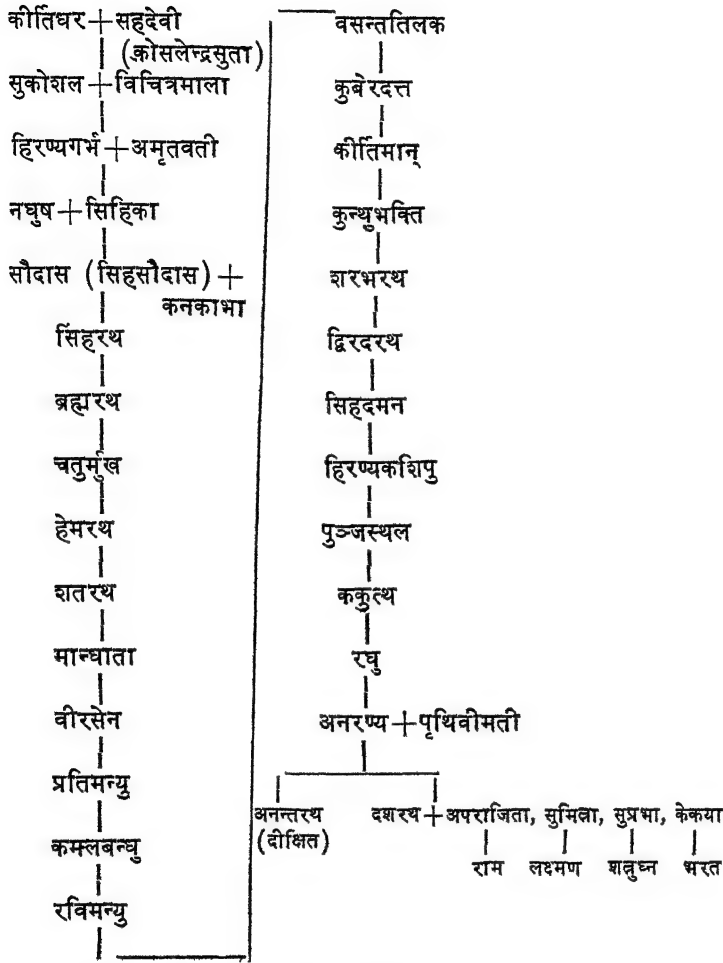 कीर्तिधर + सहदेवी
(कोसलेन्द्रसुता)
सुकोशल + विचित्रमाला
हिरण्यगर्भ + अमृतवती
नघुष + सिहिका
सौदास (सिहसौदास) +
कनकाभा
सिंहरथ
ब्रह्मरथ
चतुर्मुख
हेमरथ
शतरथ
मान्धाता
वीरसेन
प्रतिमन्यु
कमलबन्धु
रविमन्यु
वसन्ततिलक
कुबेरदत्त
कीर्तिमान्
कुन्थुभक्ति
शरभरथ
द्विरदरथ
सिहदमन
हिरण्यकशिपु
पुञ्जस्थल
ककुत्थ
रघु
अनरण्य + पृथिवीमती
अनन्तरथ दशरथ + अपराजिता, सुमित्रा, सुप्रभा, केकया
(दीक्षित)
राम लक्ष्मण शत्रुघ्न भरत